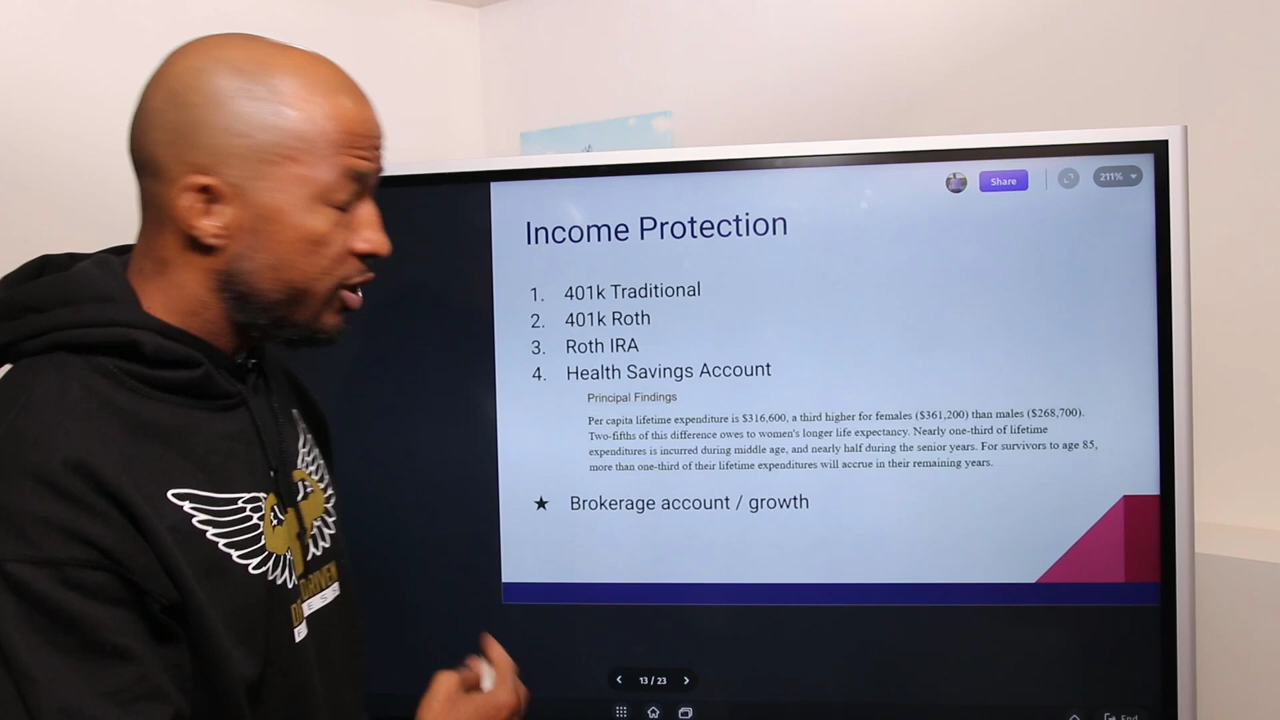 Share
211%
Income Protection
1. 401k Traditional
2. 401k Roth
3. Roth IRA
4. Health Savings Account
Principal Findings
Per capita lifetime expenditure is $316,600, a third higher for females ($361,200) than males ($268,700).
Two-fifths of this difference owes to women's longer life expectancy. Nearly one-third of lifetime
expenditures is incurred during middle age, and nearly half during the senior years. For survivors to age 85,
more than one-third of their lifetime expenditures will accrue in their remaining years.
★ Brokerage account / growth
13 / 23
End